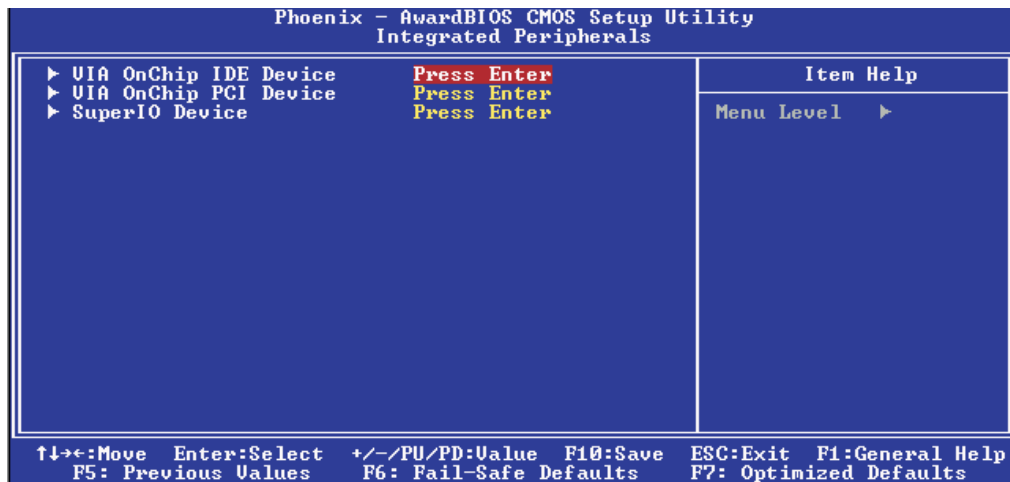 Phoenix - AwardBIOS CMOS Setup Utility
Integrated Peripherals
► VIA OnChip IDE Device Press Enter
► VIA OnChip PCI Device Press Enter
► SuperIO Device Press Enter
Item Help
Menu Level ►
↑↓→←:Move Enter:Select +/-/PU/PD:Value F10:Save ESC:Exit F1:General Help
F5: Previous Values F6: Fail-Safe Defaults F7: Optimized Defaults